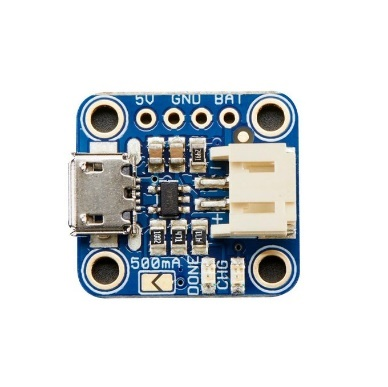 5V GND BAT
500mA
DONE
CHG